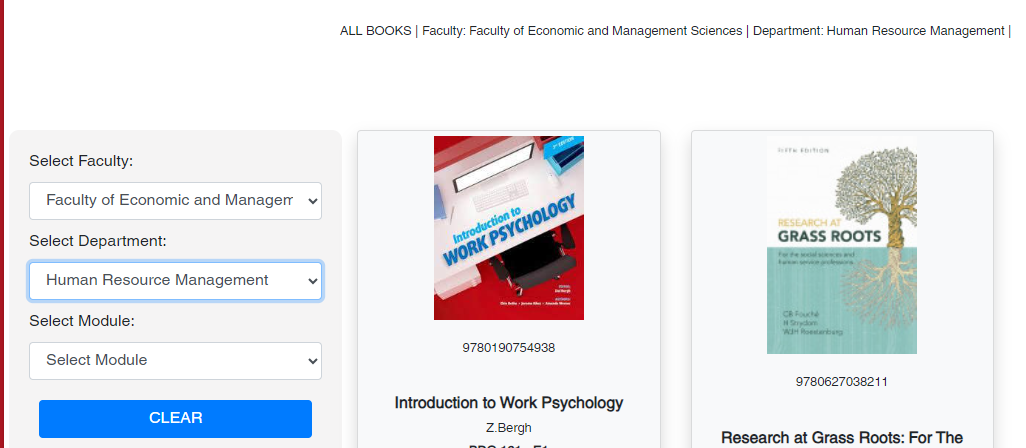 ALL BOOKS | Faculty: Faculty of Economic and Management Sciences | Department: Human Resource Management |
Select Faculty:
Faculty of Economic and Managem
Select Department:
Human Resource Management
Select Module:
Select Module
CLEAR
Introduction to
WORK PSYCHOLOGY
9780190754938
Introduction to Work Psychology
Z.Bergh
FIFTH EDITION
RESEARCH AT
GRASS ROOTS
For the social sciences and
human service professions
CB Fouché
H Strydom
WJH Roestenburg
9780627038211
Research at Grass Roots: For The